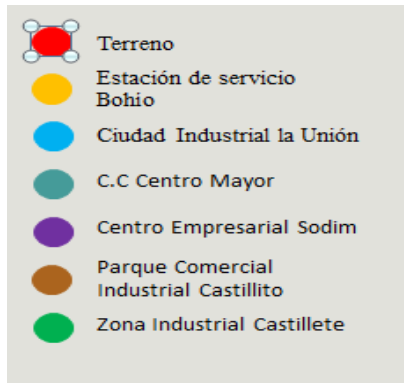 Terreno
Estación de servicio
Bohio
Ciudad Industrial la Unión
C.C Centro Mayor
Centro Empresarial Sodim
Parque Comercial
Industrial Castillito
Zona Industrial Castillete